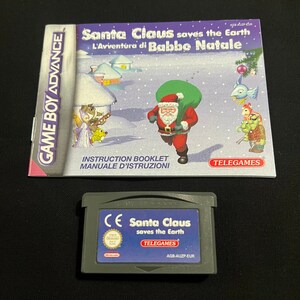 GAME BOY ADVANCE
Santa Claus saves the Earth
L'Avventura di Babbo Natale
INSTRUCTION BOOKLET
MANUALE D'ISTRUZIONI
TELEGAMES
CE
Santa Claus
saves the Earth
TELEGAMES